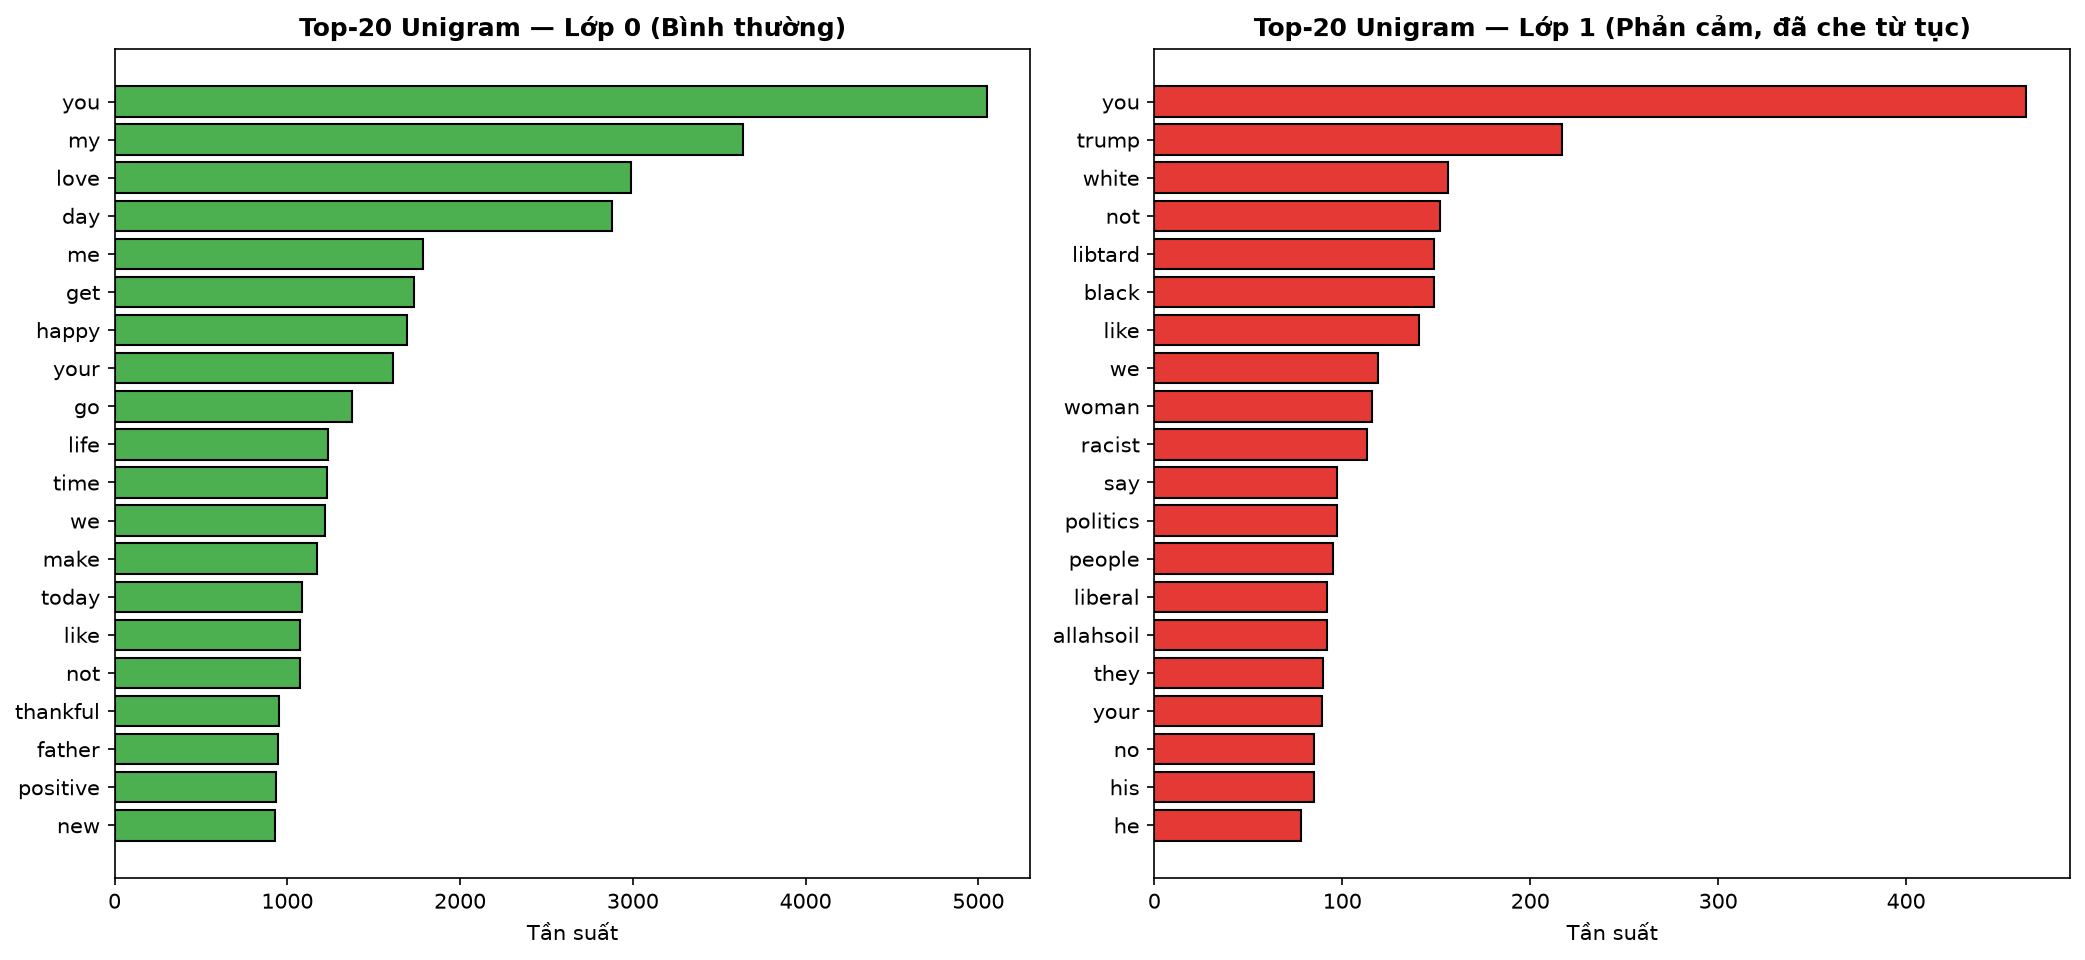 Top-20 Unigram — Lớp 0 (Bình thường)
you
my
love
day
me
get
happy
your
go
life
time
we
make
today
like
not
thankful
father
positive
new
0 1000 2000 3000 4000 5000
Tần suất
Top-20 Unigram — Lớp 1 (Phản cảm, đã che từ tục)
you
trump
white
not
libtard
black
like
we
woman
racist
say
politics
people
liberal
allahsoil
they
your
no
his
he
0 100 200 300 400
Tần suất